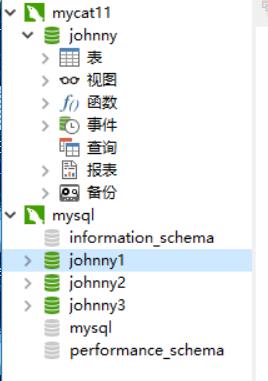 mycat11
johnny
表
视图
f() 函数
事件
查询
报表
备份
mysql
information_schema
johnny1
johnny2
johnny3
mysql
performance_schema